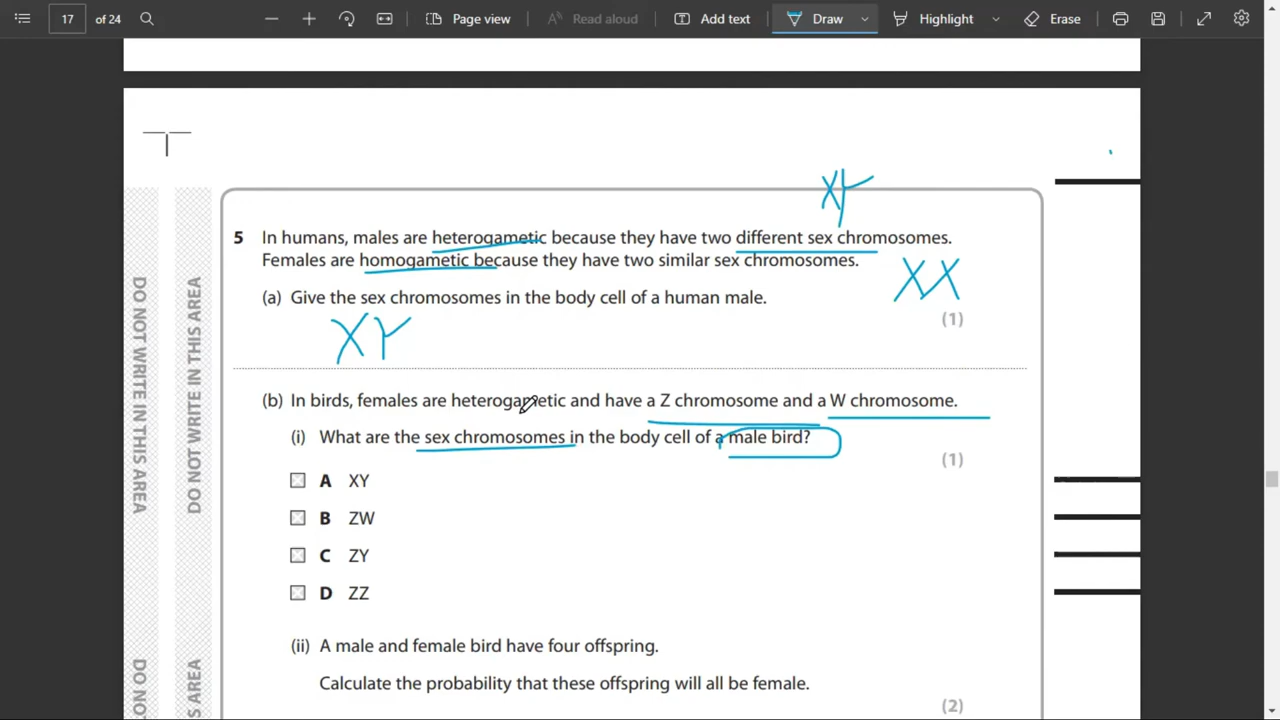 17 of 24 Page view Read aloud Add text Draw Highlight Erase
XY
5 In humans, males are heterogametic because they have two different sex chromosomes.
Females are homogametic because they have two similar sex chromosomes.
XX
(a) Give the sex chromosomes in the body cell of a human male.
(1)
XY
(b) In birds, females are heterogametic and have a Z chromosome and a W chromosome.
(i) What are the sex chromosomes in the body cell of a male bird?
(1)
A XY
B ZW
C ZY
D ZZ
(ii) A male and female bird have four offspring.
Calculate the probability that these offspring will all be female.
(2)
DO NOT WRITE IN THIS AREA
DO NOT WRITE IN THIS AREA
DO NO
S AREA